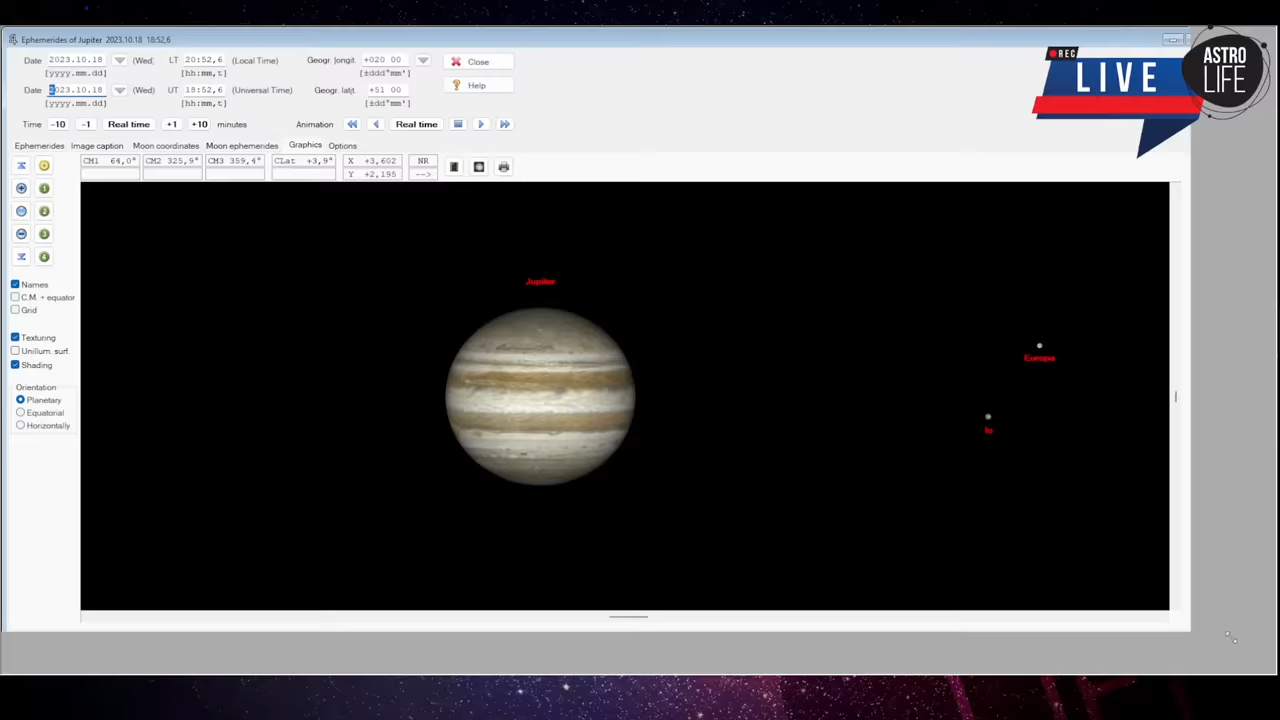 Ephemerides of Jupiter 2023.10.18 18:52,6
Date 2023.10.18 (Wed) LT 20:52,6 (Local Time) Geogr. longit. +020 00 Close
[yyyy.mm.dd] [hh:mm,t] [±ddd°mm']
Date 2023.10.18 (Wed) UT 18:52,6 (Universal Time) Geogr. latit. +51 00 Help
[yyyy.mm.dd] [hh:mm,t] [±dd°mm']
Time -10 -1 Real time +1 +10 minutes Animation Real time
Ephemerides Image caption Moon coordinates Moon ephemerides Graphics Options
CM1 64,0° CM2 325,9° CM3 359,4° CLat +3,9° X +3,602 NR
Y +2,195 -->
1
2
3
4
Names
C.M. + equator
Grid
Texturing
Unillum. surf.
Shading
Orientation
Planetary
Equatorial
Horizontally
Jupiter
Europa
Io
REC
LIVE
ASTRO
LIFE